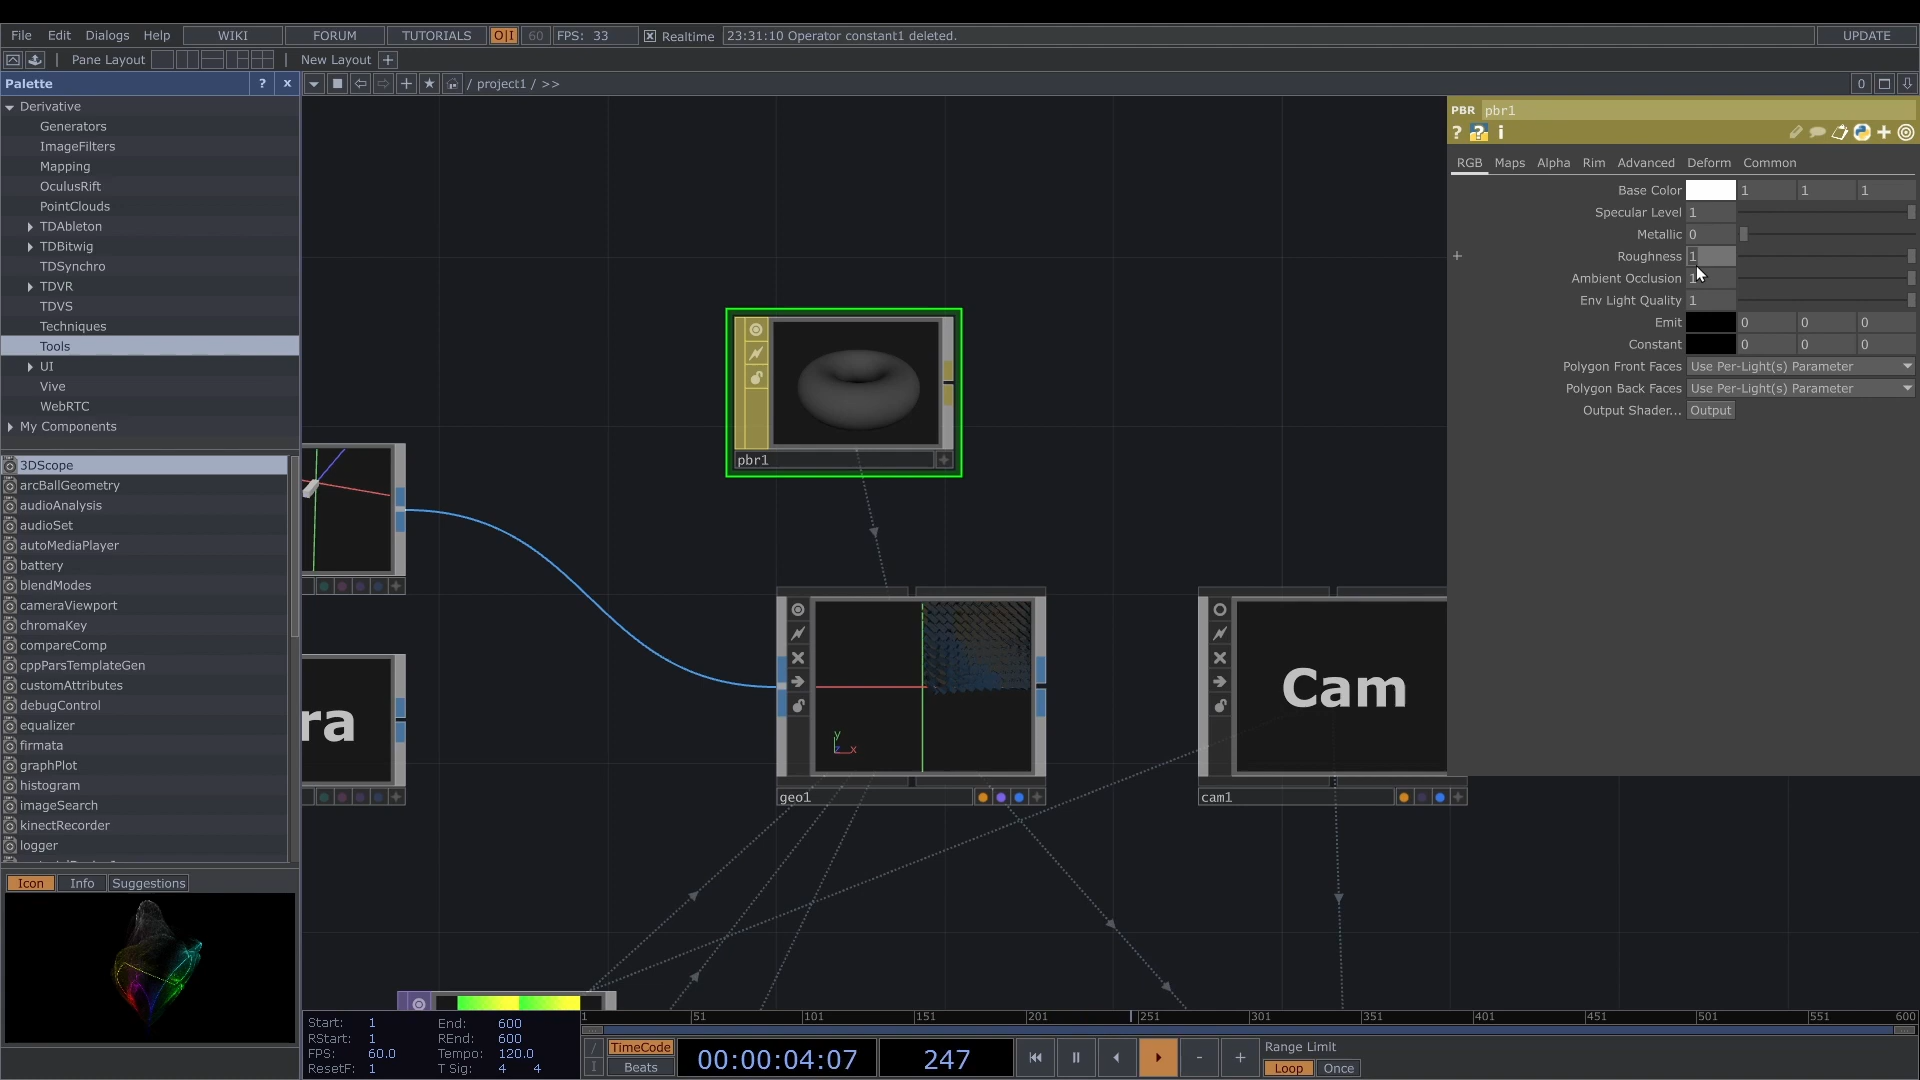 File Edit Dialogs Help WIKI FORUM TUTORIALS O|I 60 FPS: 33 Realtime 23:31:10 Operator constant1 deleted. UPDATE
Pane Layout New Layout +
Palette ? x / project1 / >> 0
Derivative
Generators
ImageFilters
Mapping
OculusRift
PointClouds
TDAbleton
TDBitwig
TDSynchro
TDVR
TDVS
Techniques
Tools
UI
Vive
WebRTC
My Components
3DScope
arcBallGeometry
audioAnalysis
audioSet
autoMediaPlayer
battery
blendModes
cameraViewport
chromaKey
compareComp
cppParsTemplateGen
customAttributes
debugControl
equalizer
firmata
graphPlot
histogram
imageSearch
kinectRecorder
logger
Icon Info Suggestions
pbr1
ra
y
x
geo1
Cam
cam1
PBR pbr1
? ? i
RGB Maps Alpha Rim Advanced Deform Common
Base Color 1 1 1
Specular Level 1
Metallic 0
Roughness 1
Ambient Occlusion 1
Env Light Quality 1
Emit 0 0 0
Constant 0 0 0
Polygon Front Faces Use Per-Light(s) Parameter
Polygon Back Faces Use Per-Light(s) Parameter
Output Shader... Output
Start: 1 End: 600
RStart: 1 REnd: 600
FPS: 60.0 Tempo: 120.0
ResetF: 1 T Sig: 4 4
1 51 101 151 201 251 301 351 401 451 501 551 600
TimeCode 00:00:04:07 247 - + Range Limit
Beats Loop Once